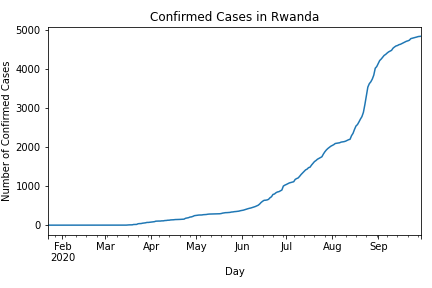 Confirmed Cases in Rwanda
Number of Confirmed Cases
5000
4000
3000
2000
1000
0
Feb Mar Apr May Jun Jul Aug Sep
2020
Day